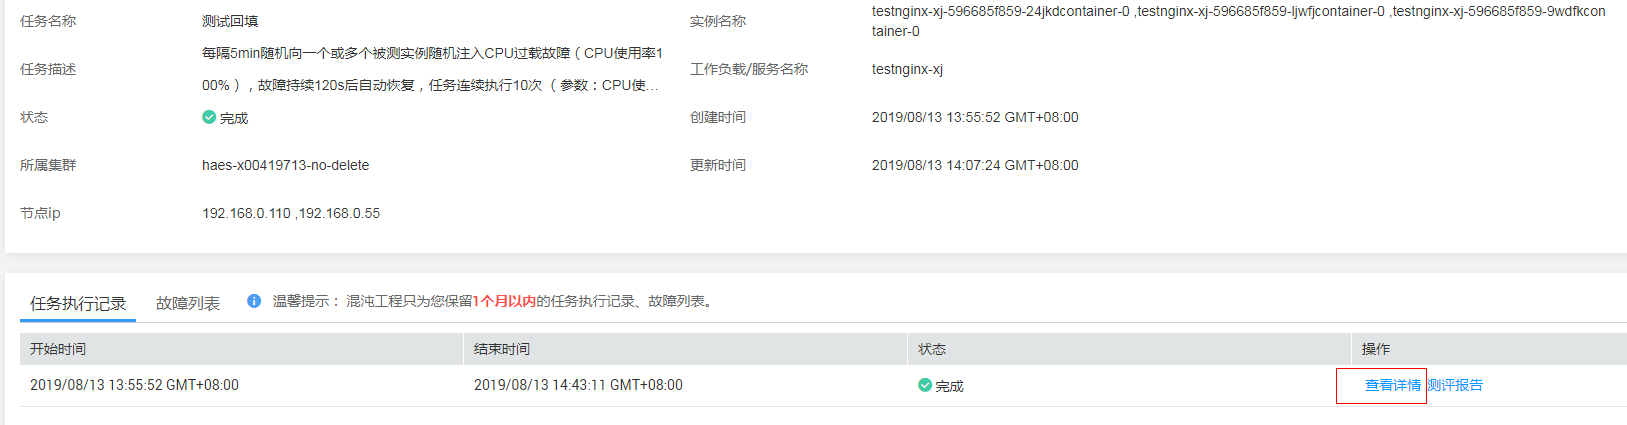 任务名称 测试回填 实例名称 testnginx-xj-596685f859-24jkdcontainer-0 ,testnginx-xj-596685f859-ljwfjcontainer-0 ,testnginx-xj-596685f859-9wdfkcon
tainer-0
任务描述 每隔5min随机向一个或多个被测实例随机注入CPU过载故障（CPU使用率1
00%），故障持续120s后自动恢复，任务连续执行10次 （参数：CPU使...
工作负载/服务名称 testnginx-xj
状态 完成 创建时间 2019/08/13 13:55:52 GMT+08:00
所属集群 haes-x00419713-no-delete 更新时间 2019/08/13 14:07:24 GMT+08:00
节点ip 192.168.0.110 ,192.168.0.55
任务执行记录 故障列表 温馨提示： 混沌工程只为您保留1个月以内的任务执行记录、故障列表。
开始时间 结束时间 状态 操作
2019/08/13 13:55:52 GMT+08:00 2019/08/13 14:43:11 GMT+08:00 完成 查看详情 测评报告